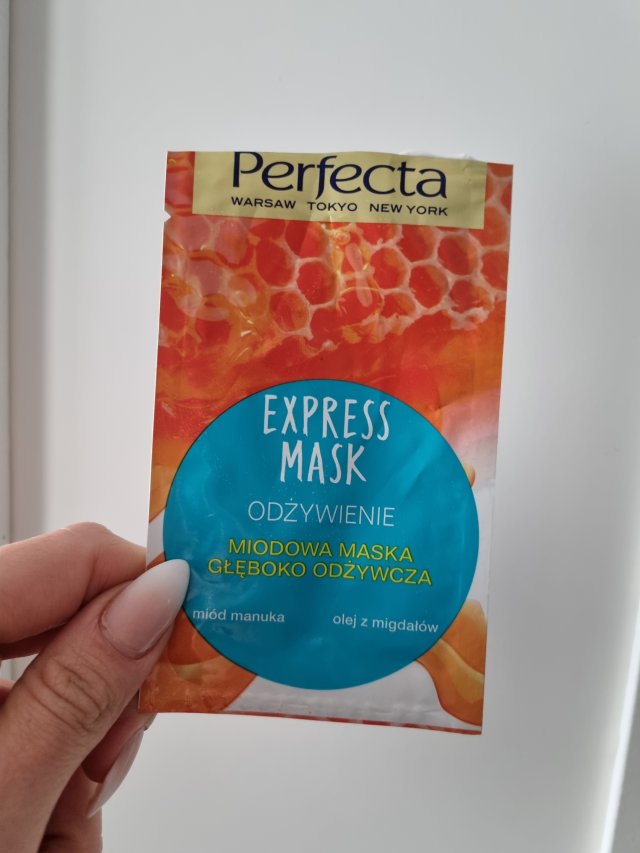 Perfecta
WARSAW TOKYO NEW YORK
EXPRESS
MASK
ODŻYWIENIE
MIODOWA MASKA
GŁĘBOKO ODŻYWCZA
miód manuka olej z migdałów